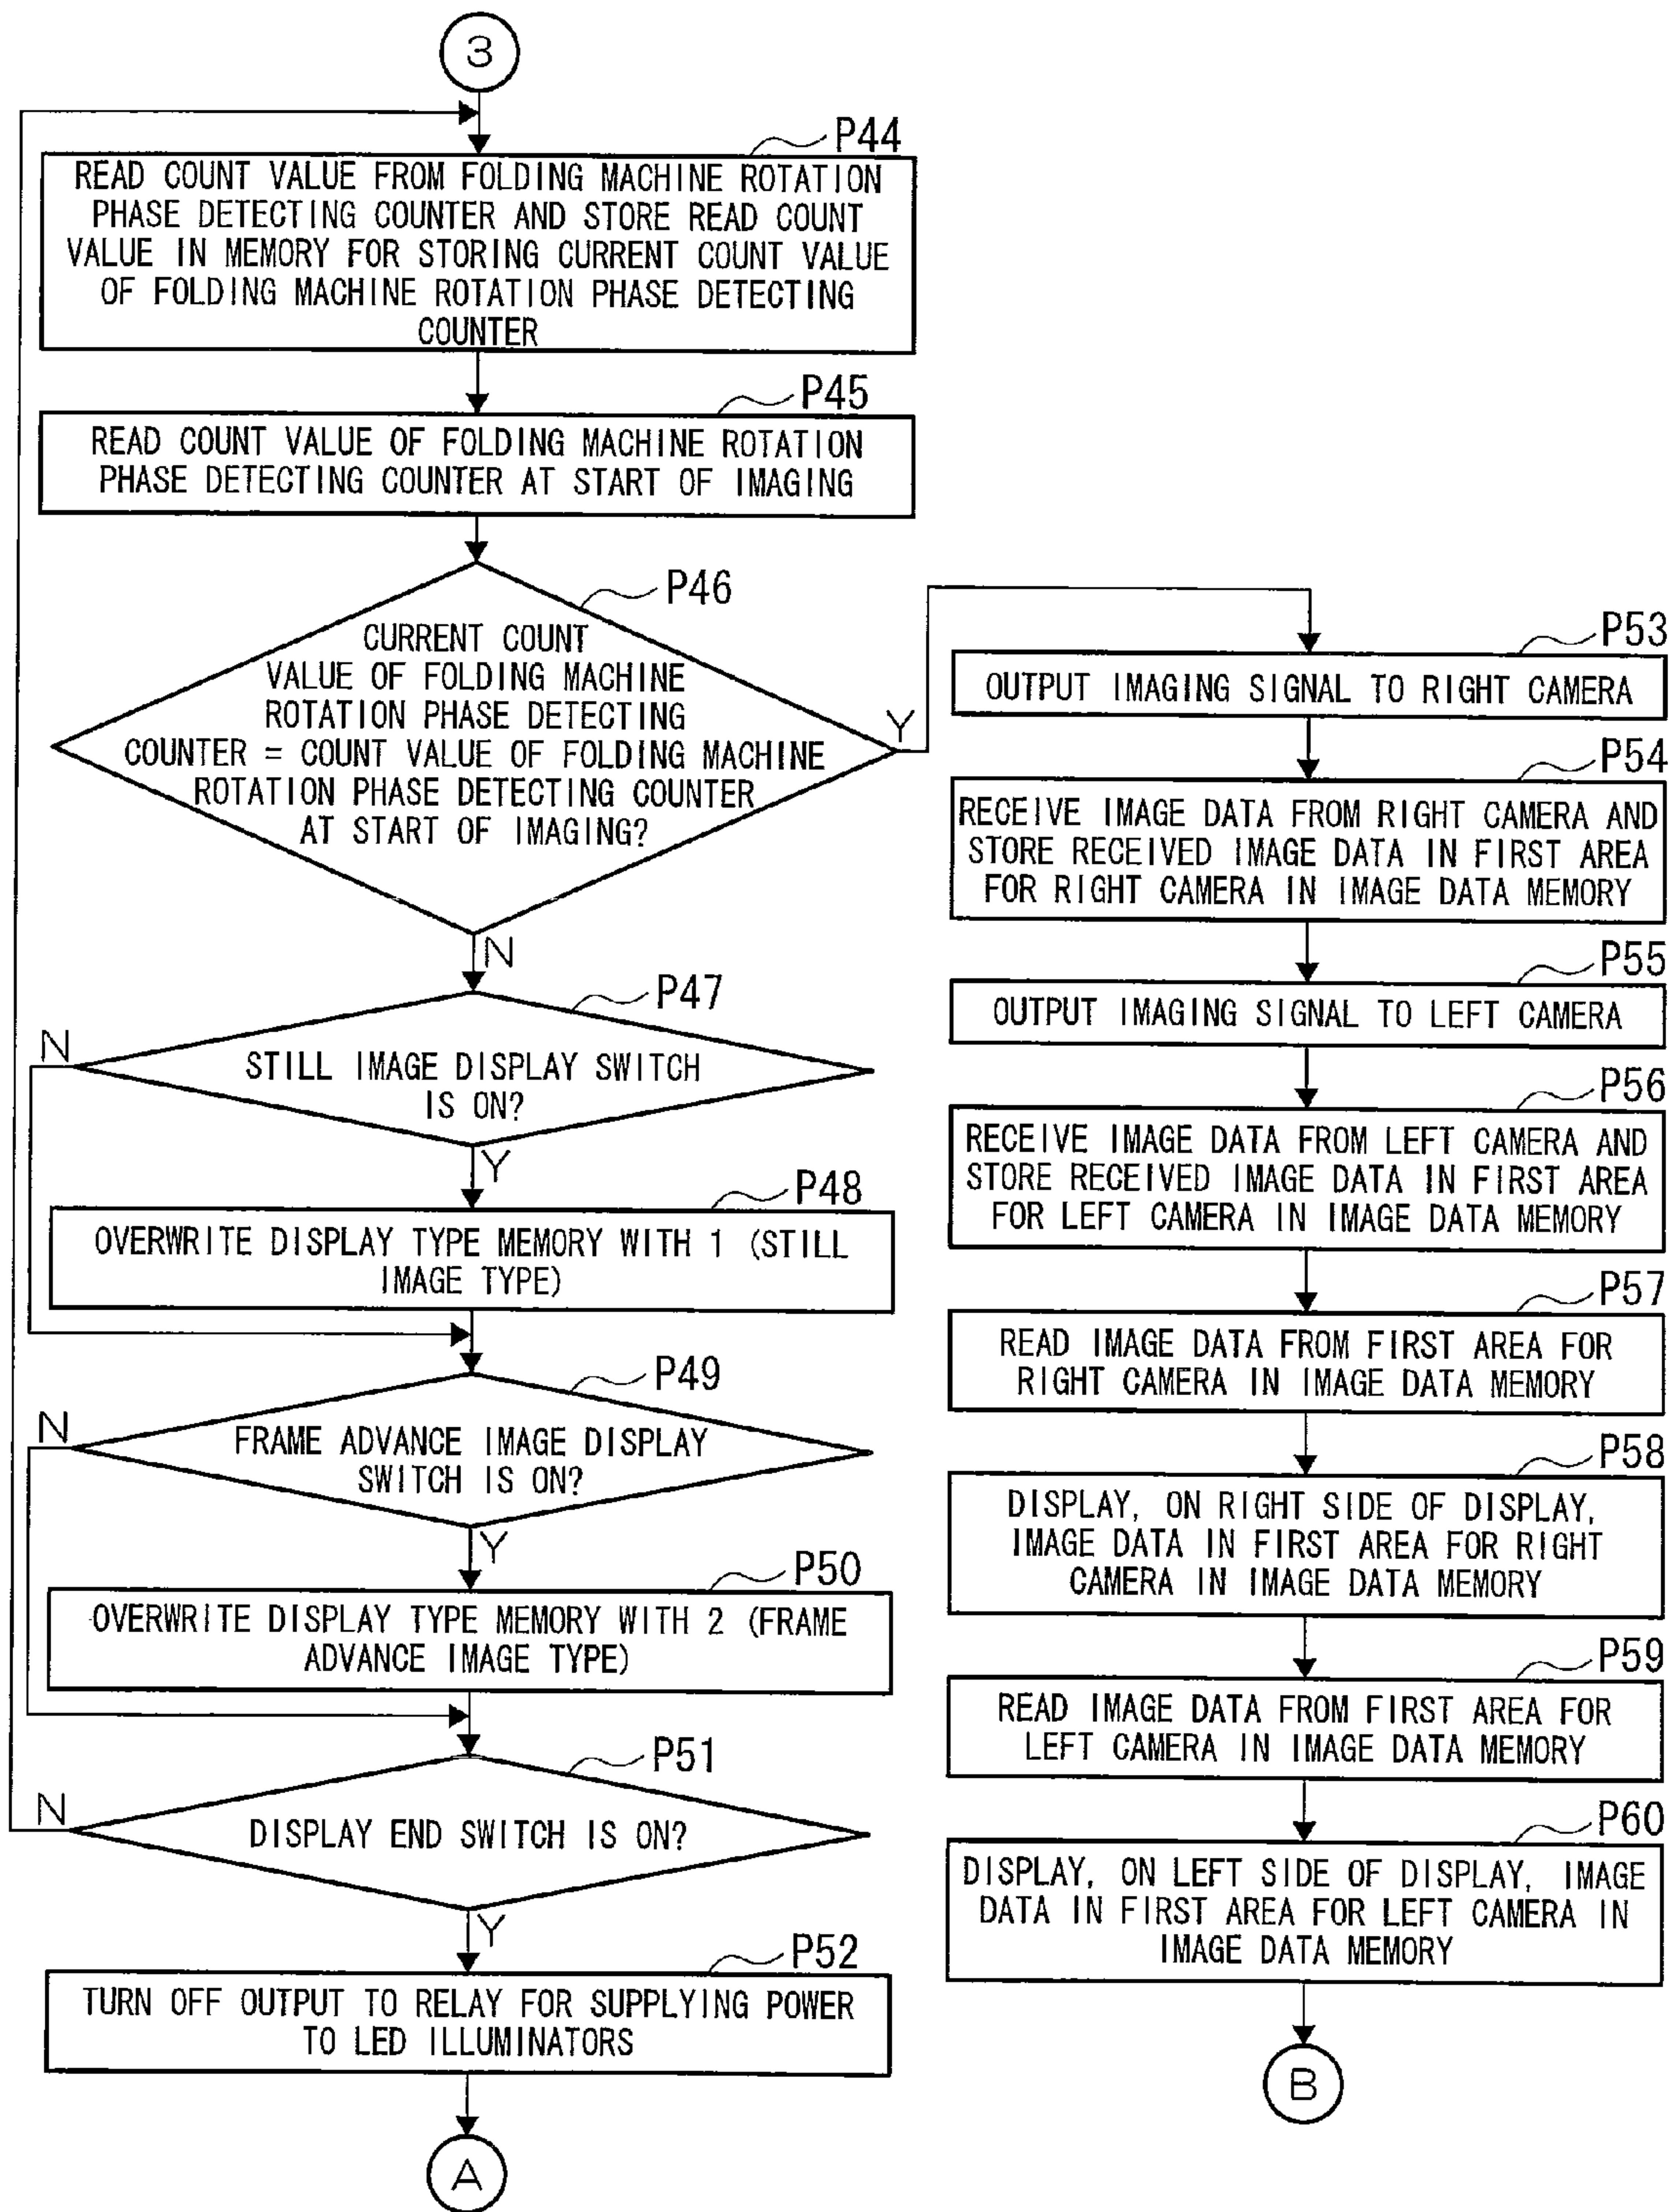 3
P44
READ COUNT VALUE FROM FOLDING MACHINE ROTATION
PHASE DETECTING COUNTER AND STORE READ COUNT
VALUE IN MEMORY FOR STORING CURRENT COUNT VALUE
OF FOLDING MACHINE ROTATION PHASE DETECTING
COUNTER
P45
READ COUNT VALUE OF FOLDING MACHINE ROTATION
PHASE DETECTING COUNTER AT START OF IMAGING
P46
CURRENT COUNT
VALUE OF FOLDING MACHINE
ROTATION PHASE DETECTING
COUNTER = COUNT VALUE OF FOLDING MACHINE
ROTATION PHASE DETECTING COUNTER
AT START OF IMAGING?
Y
N
P47
N
STILL IMAGE DISPLAY SWITCH
IS ON?
Y
P48
OVERWRITE DISPLAY TYPE MEMORY WITH 1 (STILL
IMAGE TYPE)
P49
N
FRAME ADVANCE IMAGE DISPLAY
SWITCH IS ON?
Y
P50
OVERWRITE DISPLAY TYPE MEMORY WITH 2 (FRAME
ADVANCE IMAGE TYPE)
P51
N
DISPLAY END SWITCH IS ON?
Y
P52
TURN OFF OUTPUT TO RELAY FOR SUPPLYING POWER
TO LED ILLUMINATORS
A
P53
OUTPUT IMAGING SIGNAL TO RIGHT CAMERA
P54
RECEIVE IMAGE DATA FROM RIGHT CAMERA AND
STORE RECEIVED IMAGE DATA IN FIRST AREA
FOR RIGHT CAMERA IN IMAGE DATA MEMORY
P55
OUTPUT IMAGING SIGNAL TO LEFT CAMERA
P56
RECEIVE IMAGE DATA FROM LEFT CAMERA AND
STORE RECEIVED IMAGE DATA IN FIRST AREA
FOR LEFT CAMERA IN IMAGE DATA MEMORY
P57
READ IMAGE DATA FROM FIRST AREA FOR
RIGHT CAMERA IN IMAGE DATA MEMORY
P58
DISPLAY, ON RIGHT SIDE OF DISPLAY,
IMAGE DATA IN FIRST AREA FOR RIGHT
CAMERA IN IMAGE DATA MEMORY
P59
READ IMAGE DATA FROM FIRST AREA FOR
LEFT CAMERA IN IMAGE DATA MEMORY
P60
DISPLAY, ON LEFT SIDE OF DISPLAY, IMAGE
DATA IN FIRST AREA FOR LEFT CAMERA IN
IMAGE DATA MEMORY
B